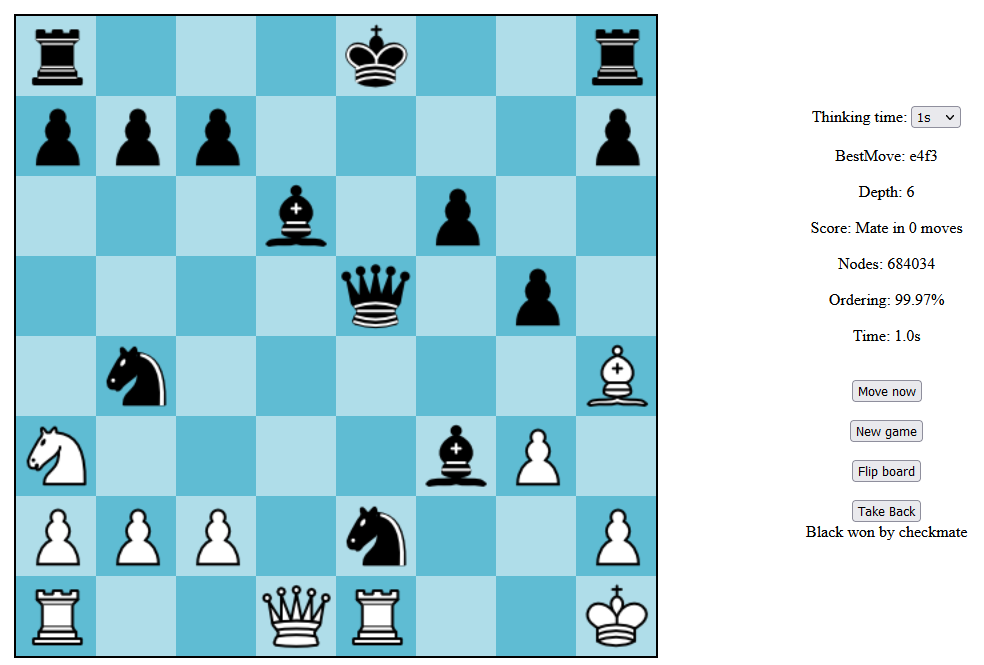 Thinking time: 1s
BestMove: e4f3
Depth: 6
Score: Mate in 0 moves
Nodes: 684034
Ordering: 99.97%
Time: 1.0s
Move now
New game
Flip board
Take Back
Black won by checkmate